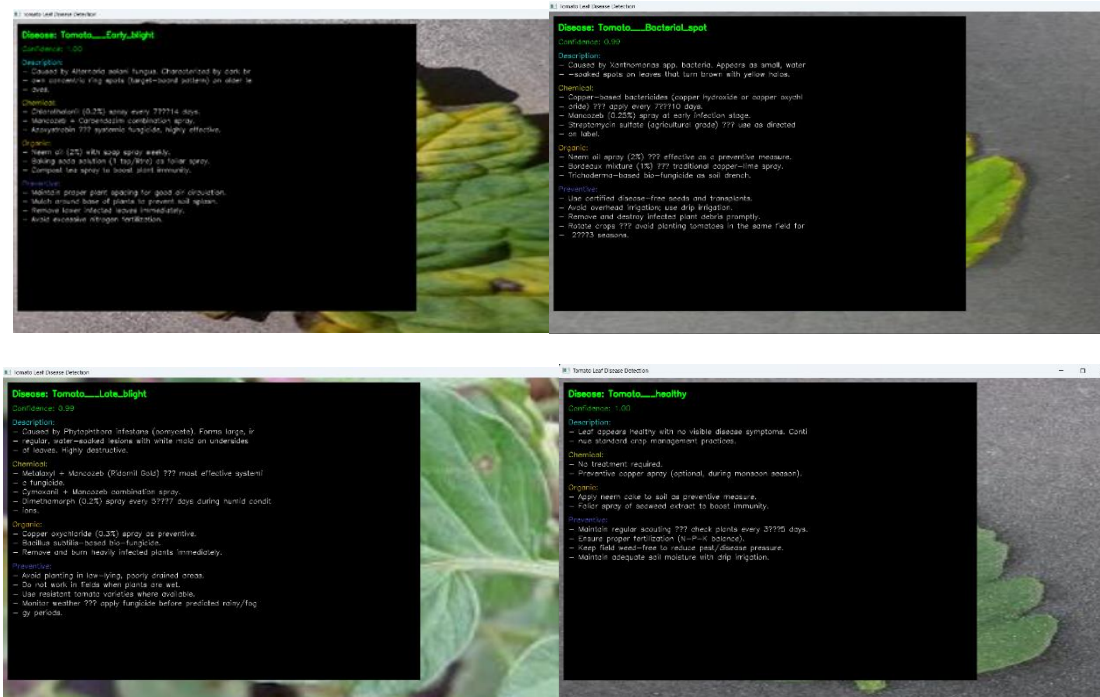 Tomato Leaf Disease Detection
Disease: Tomato___Early_blight
Confidence: 1.00
Description:
- Caused by Alternaria solani fungus. Characterized by dark br
- own concentric ring spots (target-board pattern) on older le
- aves.
Chemical:
- Chlorothalonil (0.2%) spray every 7????14 days.
- Mancozeb + Carbendazim combination spray.
- Azoxystrobin ??? systemic fungicide, highly effective.
Organic:
- Neem oil (2%) with soap spray weekly.
- Baking soda solution (1 tsp/litre) as foliar spray.
- Compost tea spray to boost plant immunity.
Preventive:
- Maintain proper plant spacing for good air circulation.
- Mulch around base of plants to prevent soil splash.
- Remove lower infected leaves immediately.
- Avoid excessive nitrogen fertilization.
Tomato Leaf Disease Detection
Disease: Tomato___Bacterial_spot
Confidence: 0.99
Description:
- Caused by Xanthomonas spp. bacteria. Appears as small, water
- -soaked spots on leaves that turn brown with yellow halos.
Chemical:
- Copper-based bactericides (copper hydroxide or copper oxychl
- oride) ??? apply every 7????10 days.
- Mancozeb (0.25%) spray at early infection stage.
- Streptomycin sulfate (agricultural grade) ??? use as directed
- on label.
Organic:
- Neem oil spray (2%) ??? effective as a preventive measure.
- Bordeaux mixture (1%) ??? traditional copper-lime spray.
- Trichoderma-based bio-fungicide as soil drench.
Preventive:
- Use certified disease-free seeds and transplants.
- Avoid overhead irrigation; use drip irrigation.
- Remove and destroy infected plant debris promptly.
- Rotate crops ??? avoid planting tomatoes in the same field for
- 2????3 seasons.
Tomato Leaf Disease Detection
Disease: Tomato___Late_blight
Confidence: 0.99
Description:
- Caused by Phytophthora infestans (oomycete). Forms large, ir
- regular, water-soaked lesions with white mold on undersides
- of leaves. Highly destructive.
Chemical:
- Metalaxyl + Mancozeb (Ridomil Gold) ??? most effective systemi
- c fungicide.
- Cymoxanil + Mancozeb combination spray.
- Dimethomorph (0.2%) spray every 5????7 days during humid condit
- ions.
Organic:
- Copper oxychloride (0.3%) spray as preventive.
- Bacillus subtilis-based bio-fungicide.
- Remove and burn heavily infected plants immediately.
Preventive:
- Avoid planting in low-lying, poorly drained areas.
- Do not work in fields when plants are wet.
- Use resistant tomato varieties where available.
- Monitor weather ??? apply fungicide before predicted rainy/fog
- gy periods.
Tomato Leaf Disease Detection
Disease: Tomato___healthy
Confidence: 1.00
Description:
- Leaf appears healthy with no visible disease symptoms. Conti
- nue standard crop management practices.
Chemical:
- No treatment required.
- Preventive copper spray (optional, during monsoon season).
Organic:
- Apply neem cake to soil as preventive measure.
- Foliar spray of seaweed extract to boost immunity.
Preventive:
- Maintain regular scouting ??? check plants every 3????5 days.
- Ensure proper fertilization (N-P-K balance).
- Keep field weed-free to reduce pest/disease pressure.
- Maintain adequate soil moisture with drip irrigation.